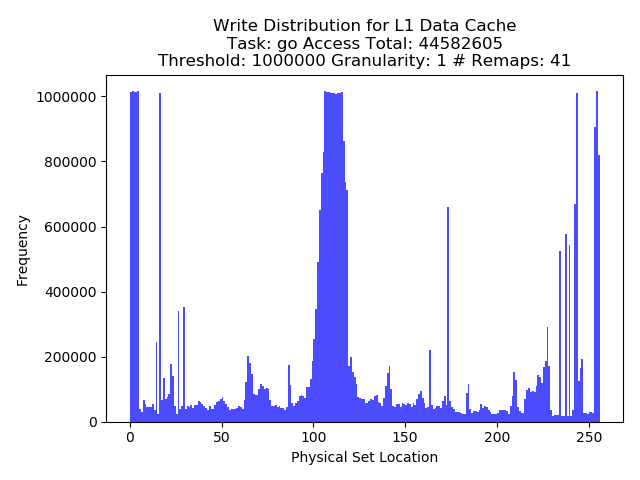 Write Distribution for L1 Data Cache
Task: go Access Total: 44582605
Threshold: 1000000 Granularity: 1 # Remaps: 41
1000000
800000
600000
400000
200000
0
Frequency
0 50 100 150 200 250
Physical Set Location